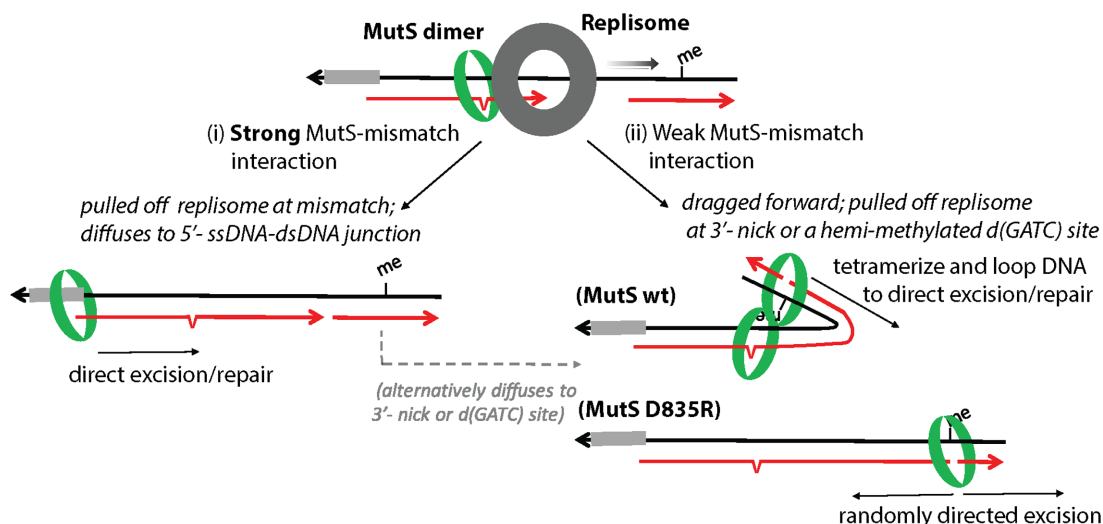 MutS dimer
Replisome
me
(i) Strong MutS-mismatch
interaction
(ii) Weak MutS-mismatch
interaction
pulled off replisome at mismatch;
diffuses to 5'- ssDNA-dsDNA junction
dragged forward; pulled off replisome
at 3'- nick or a hemi-methylated d(GATC) site
me
tetramerize and loop DNA
to direct excision/repair
(MutS wt)
me
direct excision/repair
(alternatively diffuses to
3'- nick or d(GATC) site)
(MutS D835R)
me
randomly directed excision